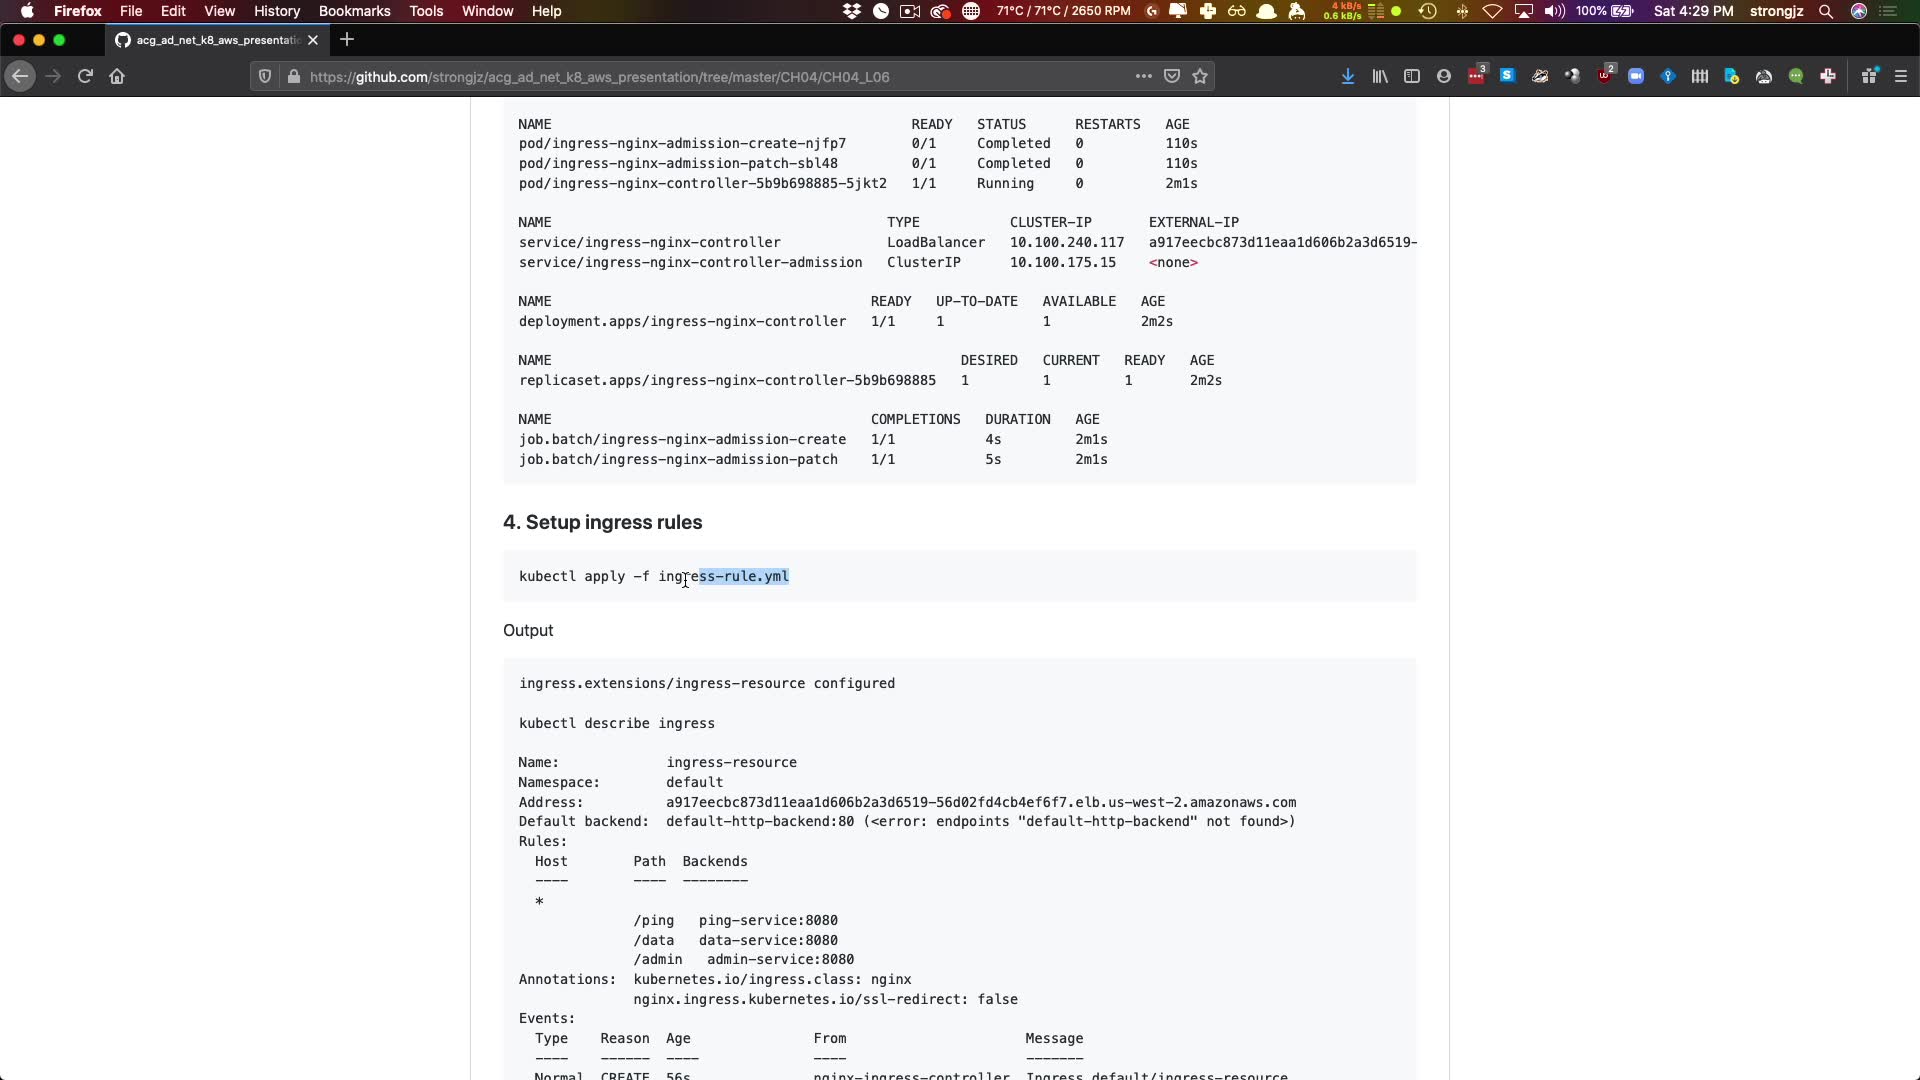 Firefox File Edit View History Bookmarks Tools Window Help 71°C / 71°C / 2650 RPM 4 kB/s 0.6 kB/s 100% Sat 4:29 PM strongjz
acg_ad_net_k8_aws_presentatio
https://github.com/strongjz/acg_ad_net_k8_aws_presentation/tree/master/CH04/CH04_L06 3 2
NAME READY STATUS RESTARTS AGE
pod/ingress-nginx-admission-create-njfp7 0/1 Completed 0 110s
pod/ingress-nginx-admission-patch-sbl48 0/1 Completed 0 110s
pod/ingress-nginx-controller-5b9b698885-5jkt2 1/1 Running 0 2m1s
NAME TYPE CLUSTER-IP EXTERNAL-IP
service/ingress-nginx-controller LoadBalancer 10.100.240.117 a917eecbc873d11eaa1d606b2a3d6519-
service/ingress-nginx-controller-admission ClusterIP 10.100.175.15 <none>
NAME READY UP-TO-DATE AVAILABLE AGE
deployment.apps/ingress-nginx-controller 1/1 1 1 2m2s
NAME DESIRED CURRENT READY AGE
replicaset.apps/ingress-nginx-controller-5b9b698885 1 1 1 2m2s
NAME COMPLETIONS DURATION AGE
job.batch/ingress-nginx-admission-create 1/1 4s 2m1s
job.batch/ingress-nginx-admission-patch 1/1 5s 2m1s
4. Setup ingress rules
kubectl apply -f ingress-rule.yml
Output
ingress.extensions/ingress-resource configured
kubectl describe ingress
Name: ingress-resource
Namespace: default
Address: a917eecbc873d11eaa1d606b2a3d6519-56d02fd4cb4ef6f7.elb.us-west-2.amazonaws.com
Default backend: default-http-backend:80 (<error: endpoints "default-http-backend" not found>)
Rules:
Host Path Backends
---- ---- --------
*
/ping ping-service:8080
/data data-service:8080
/admin admin-service:8080
Annotations: kubernetes.io/ingress.class: nginx
nginx.ingress.kubernetes.io/ssl-redirect: false
Events:
Type Reason Age From Message
---- ------ ---- ---- -------
Normal CREATE 56s nginx-ingress-controller Ingress default/ingress-resource